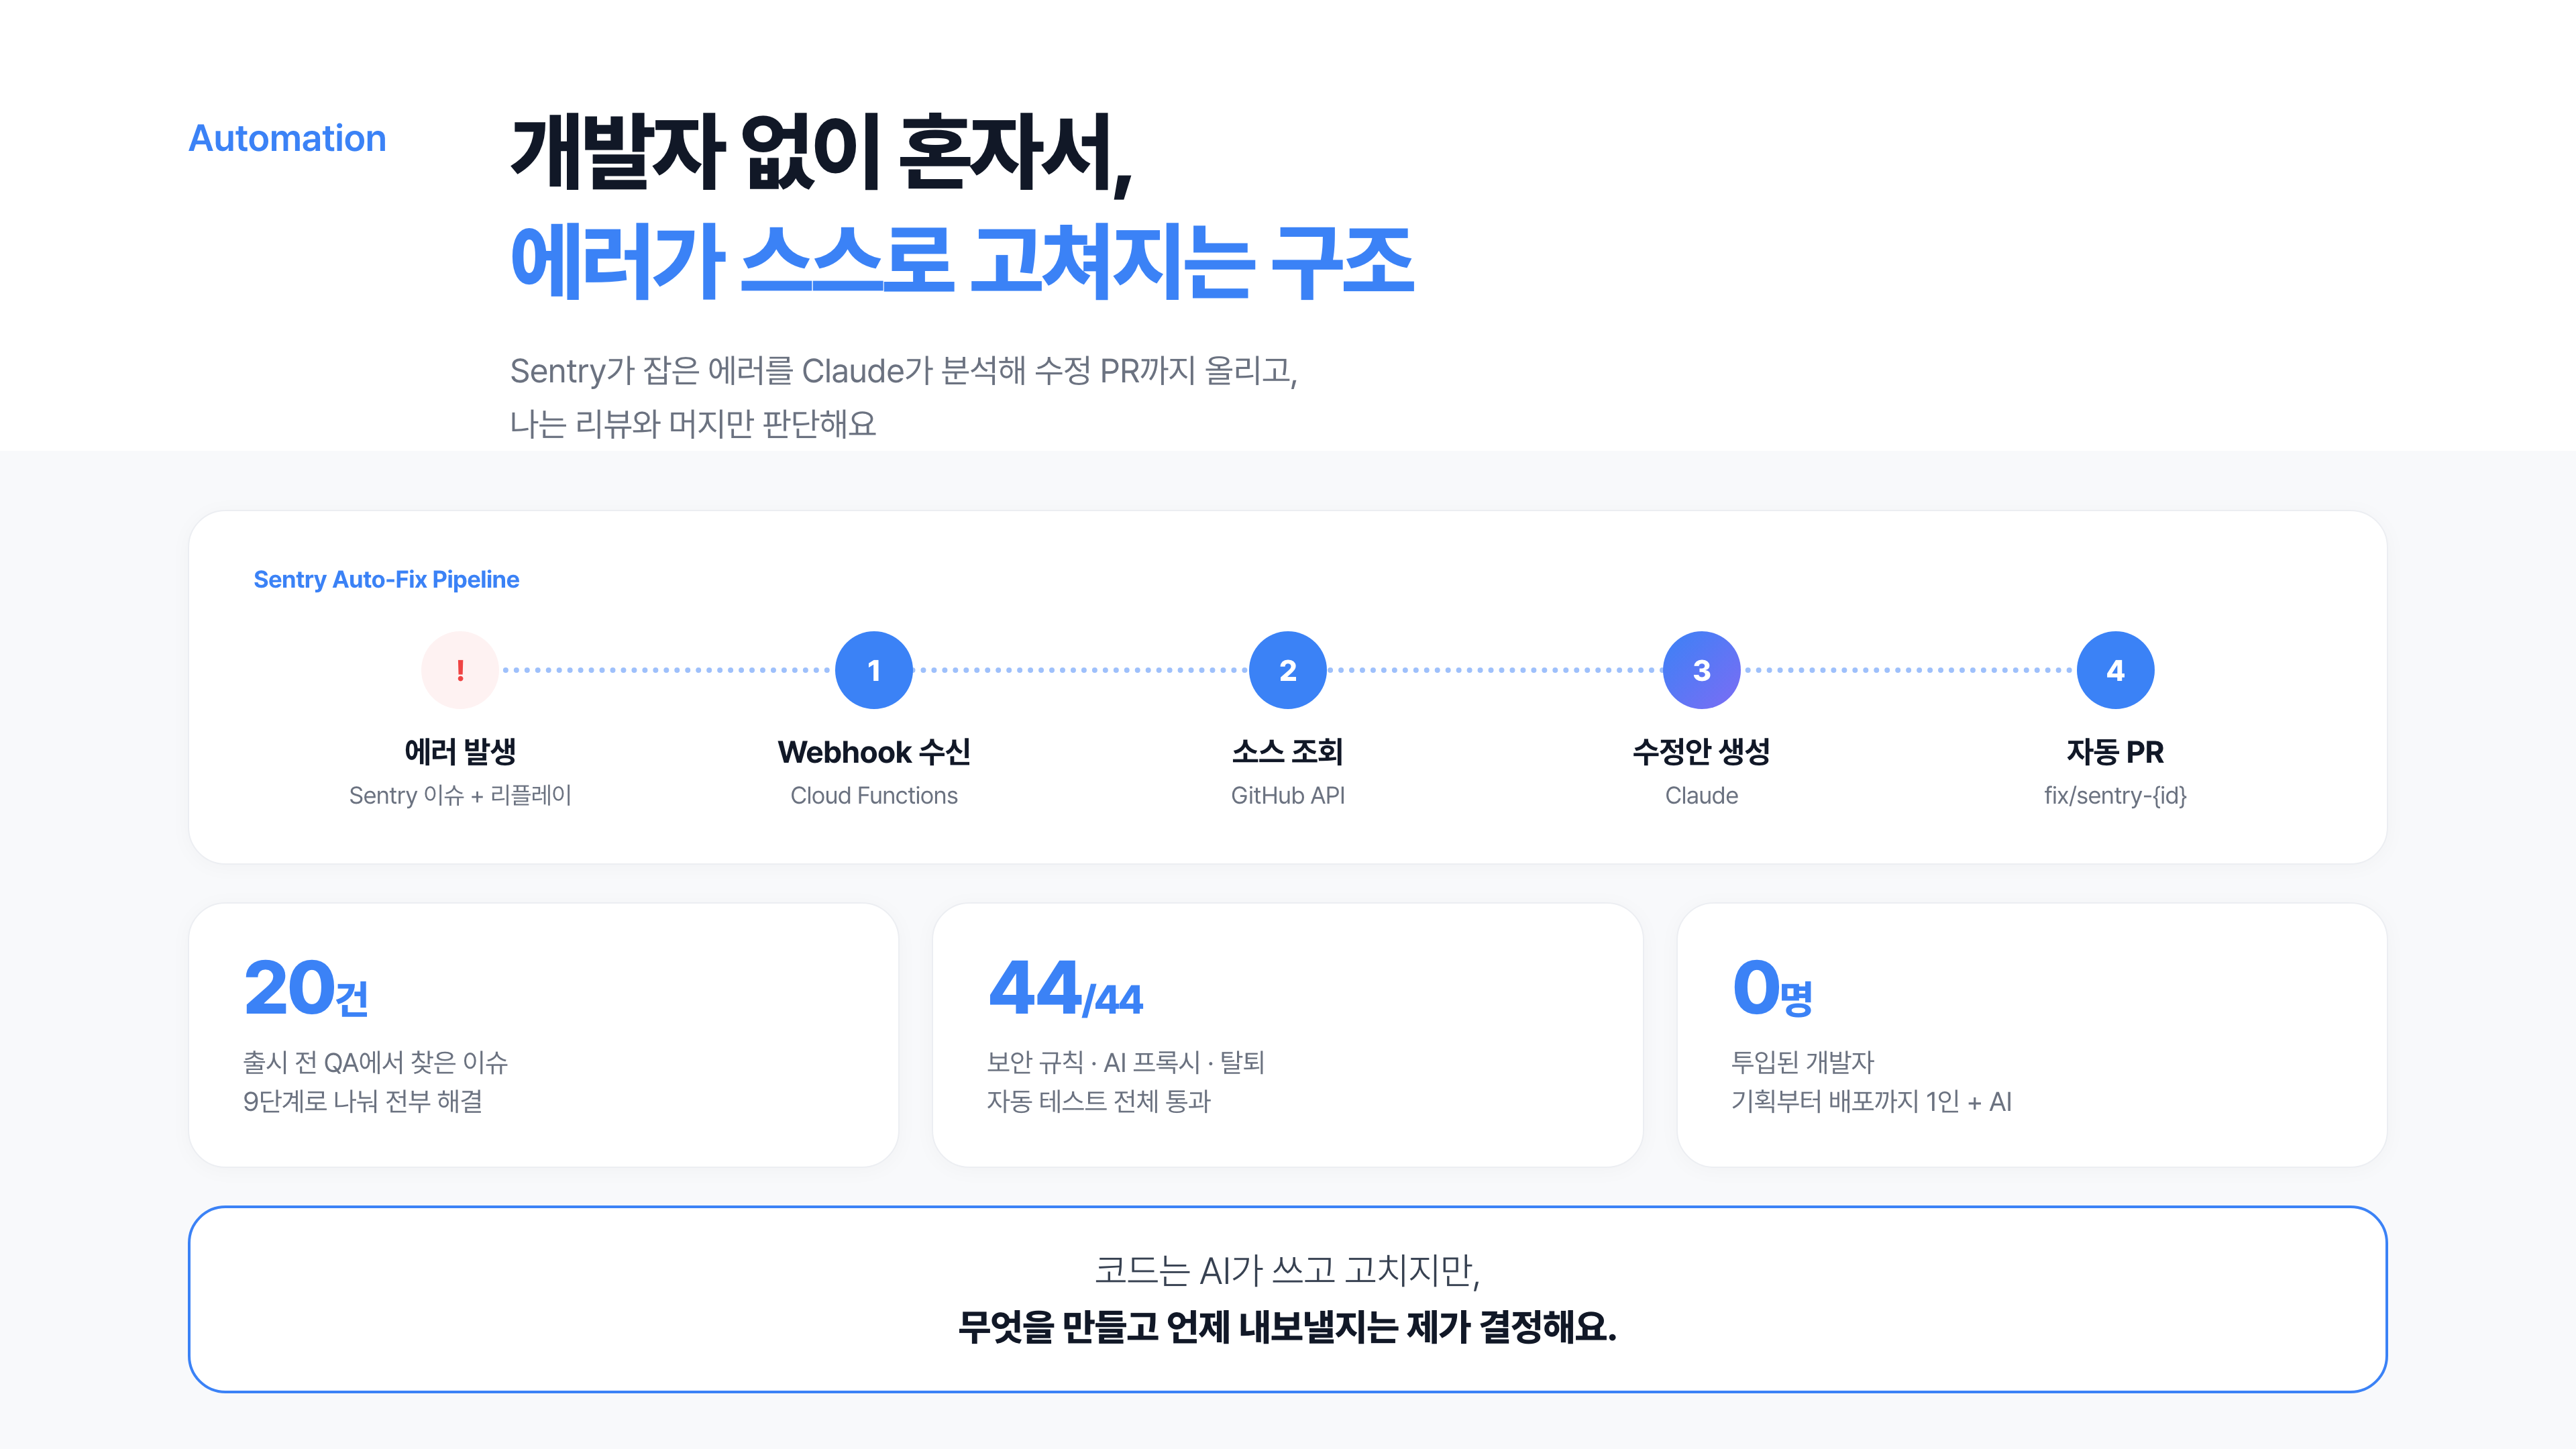 Automation
개발자 없이 혼자서,
에러가 스스로 고쳐지는 구조
Sentry가 잡은 에러를 Claude가 분석해 수정 PR까지 올리고,
나는 리뷰와 머지만 판단해요
Sentry Auto-Fix Pipeline
!
1
2
3
4
에러 발생
Webhook 수신
소스 조회
수정안 생성
자동 PR
Sentry 이슈 + 리플레이
Cloud Functions
GitHub API
Claude
fix/sentry-{id}
20건
출시 전 QA에서 찾은 이슈
9단계로 나눠 전부 해결
44/44
보안 규칙 · AI 프록시 · 탈퇴
자동 테스트 전체 통과
0명
투입된 개발자
기획부터 배포까지 1인 + AI
코드는 AI가 쓰고 고치지만,
무엇을 만들고 언제 내보낼지는 제가 결정해요.